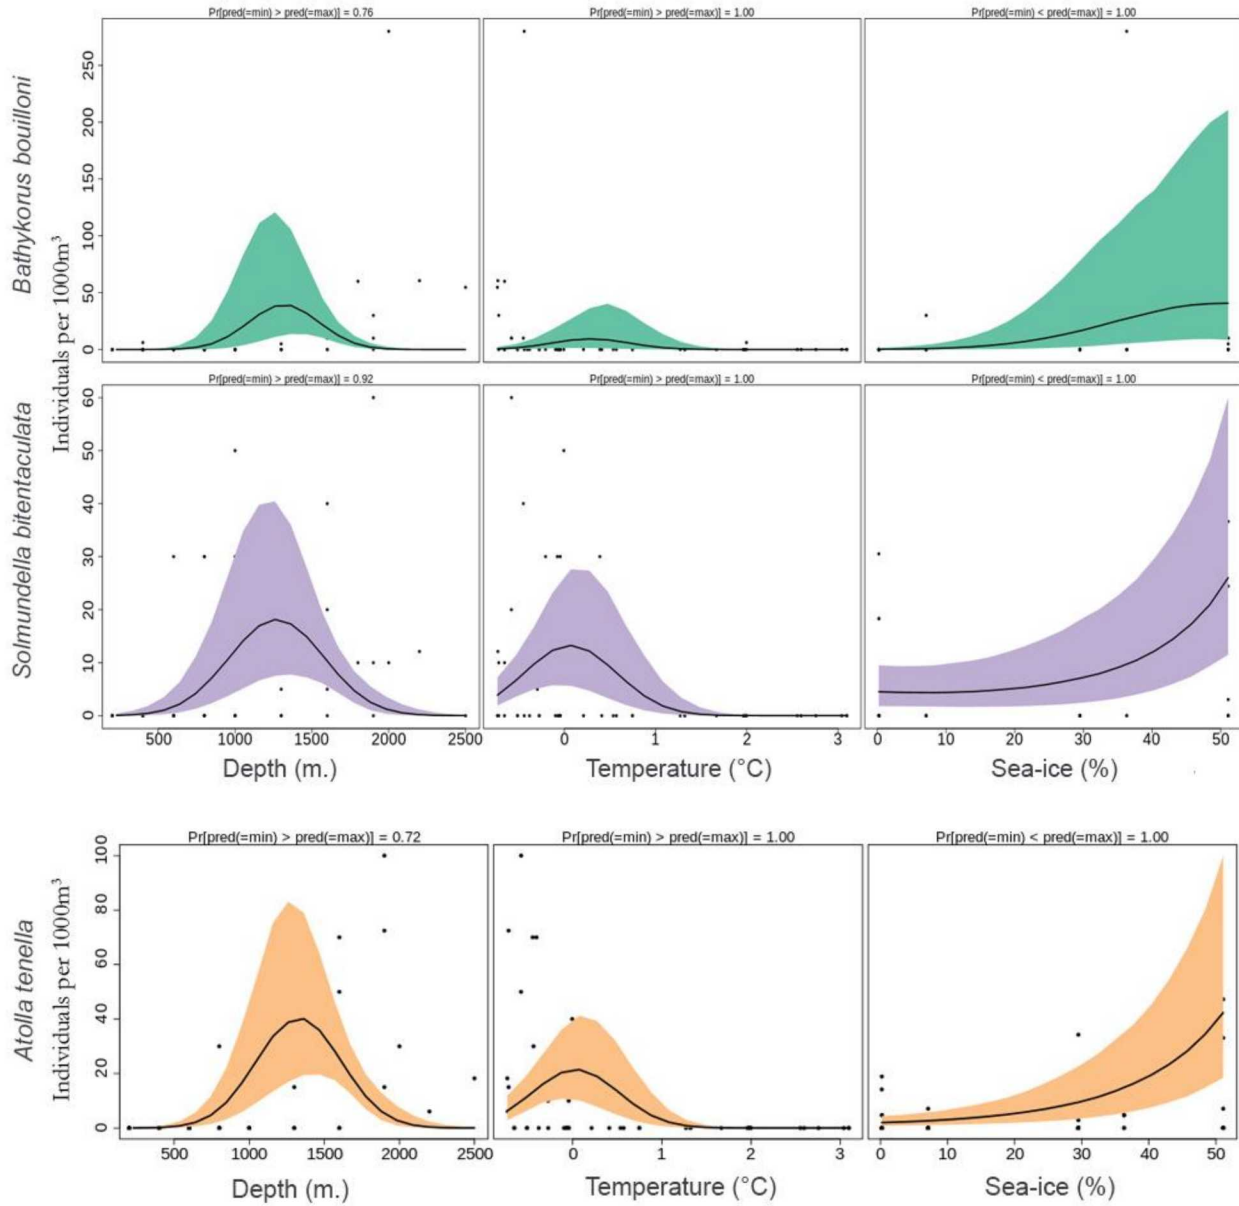 Pr[pred(=min) > pred(=max)] = 0.76
Pr[pred(=min) > pred(=max)] = 1.00
Pr[pred(=min) < pred(=max)] = 1.00
Bathykorus bouilloni
Individuals per 1000m³
250
200
150
100
50
0
Pr[pred(=min) > pred(=max)] = 0.92
Pr[pred(=min) > pred(=max)] = 1.00
Pr[pred(=min) < pred(=max)] = 1.00
Solmundella bitentaculata
60
50
40
30
20
10
0
500 1000 1500 2000 2500
0 1 2 3
0 10 20 30 40 50
Depth (m.)
Temperature (°C)
Sea-ice (%)
Pr[pred(=min) > pred(=max)] = 0.72
Pr[pred(=min) > pred(=max)] = 1.00
Pr[pred(=min) < pred(=max)] = 1.00
Atolla tenella
Individuals per 1000m³
100
80
60
40
20
0
500 1000 1500 2000 2500
0 1 2 3
0 10 20 30 40 50
Depth (m.)
Temperature (°C)
Sea-ice (%)